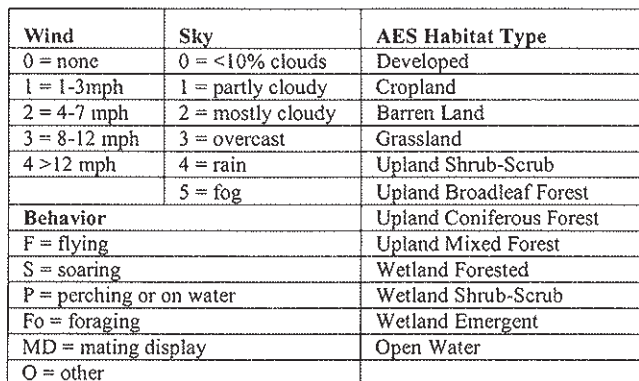 Wind Sky AES Habitat Type
0 = none 0 = <10% clouds Developed
1 = 1-3mph 1 = partly cloudy Cropland
2 = 4-7 mph 2 = mostly cloudy Barren Land
3 = 8-12 mph 3 = overcast Grassland
4 >12 mph 4 = rain Upland Shrub-Scrub
5 = fog Upland Broadleaf Forest
Behavior Upland Coniferous Forest
F = flying Upland Mixed Forest
S = soaring Wetland Forested
P = perching or on water Wetland Shrub-Scrub
Fo = foraging Wetland Emergent
MD = mating display Open Water
O = other